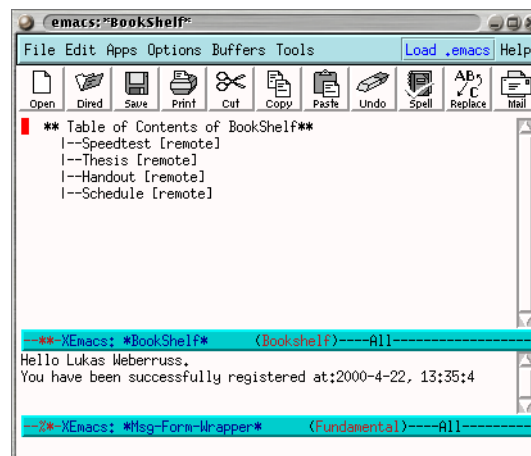 emacs:*BookShelf*
File Edit Apps Options Buffers Tools Load .emacs Help
Open Dired Save Print Cut Copy Paste Undo Spell Replace Mail
** Table of Contents of BookShelf**
|--Speedtest [remote]
|--Thesis [remote]
|--Handout [remote]
|--Schedule [remote]
--**-XEmacs: *BookShelf* (Bookshelf)----All--------------------
Hello Lukas Weberruss.
You have been successfully registered at:2000-4-22, 13:35:4
--%*-XEmacs: *Msg-Form-Wrapper* (Fundamental)----All-----------